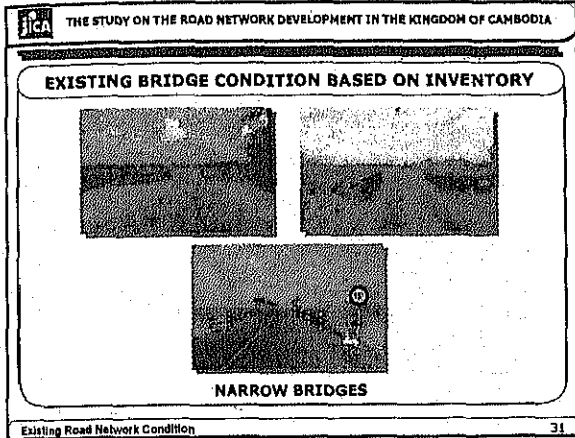 JICA THE STUDY ON THE ROAD NETWORK DEVELOPMENT IN THE KINGDOM OF CAMBODIA
EXISTING BRIDGE CONDITION BASED ON INVENTORY
NARROW BRIDGES
Existing Road Network Condition 31